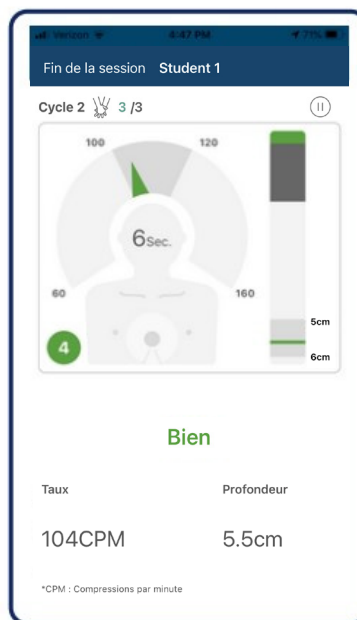 Verizon 4:47 PM 71%
Fin de la session Student 1
Cycle 2 3 /3
100 120
6Sec.
60 160
4
5cm
6cm
Bien
Taux Profondeur
104CPM 5.5cm
*CPM : Compressions par minute